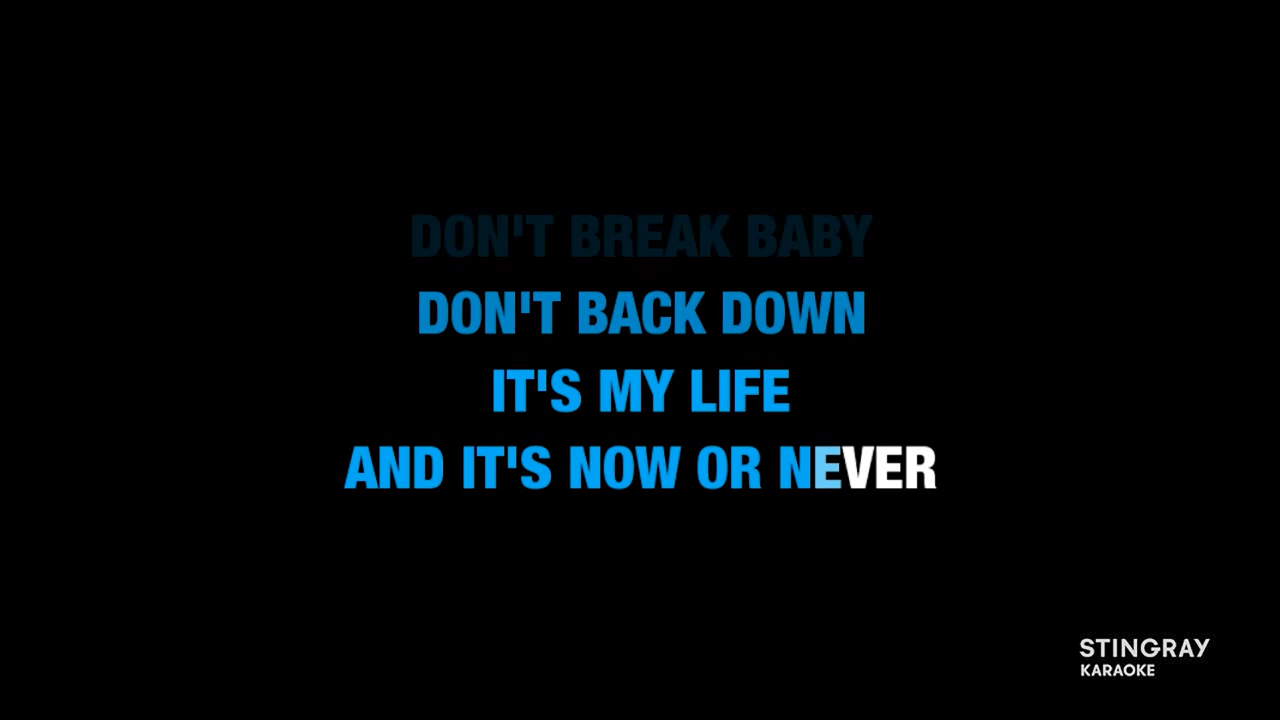 DON'T BREAK BABY
DON'T BACK DOWN
IT'S MY LIFE
AND IT'S NOW OR NEVER
STINGRAY
KARAOKE